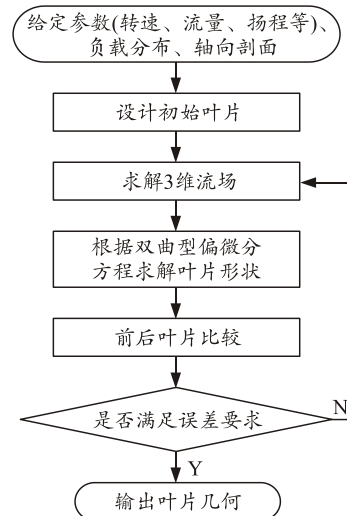 给定参数(转速、流量、扬程等)、
负载分布、轴向剖面
设计初始叶片
求解3维流场
根据双曲型偏微分
方程求解叶片形状
前后叶片比较
是否满足误差要求
N
Y
输出叶片几何